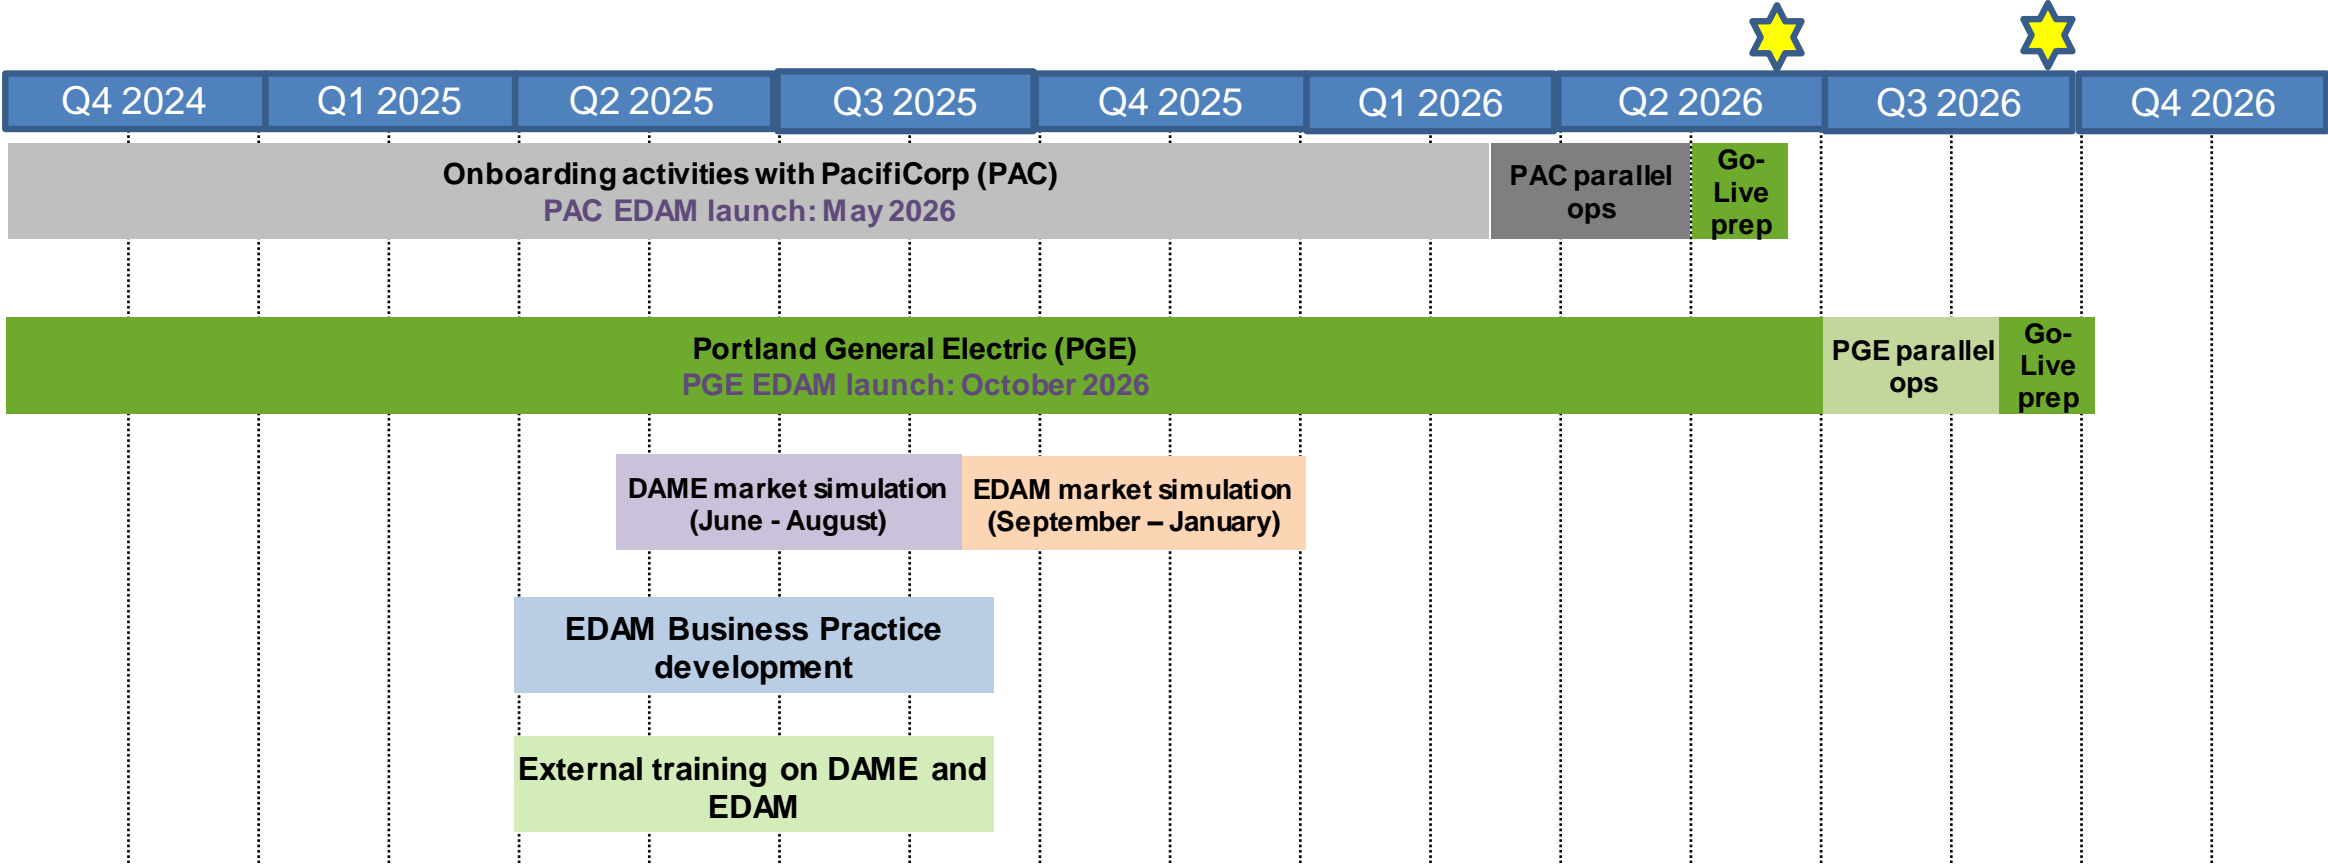 Q4 2024
Q1 2025
Q2 2025
Q3 2025
Q4 2025
Q1 2026
Q2 2026
Q3 2026
Q4 2026
Onboarding activities with PacifiCorp (PAC)
PAC EDAM launch: May 2026
PAC parallel
ops
Go-
Live
prep
Portland General Electric (PGE)
PGE EDAM launch: October 2026
PGE parallel
ops
Go-
Live
prep
DAME market simulation
(June - August)
EDAM market simulation
(September – January)
EDAM Business Practice
development
External training on DAME and
EDAM